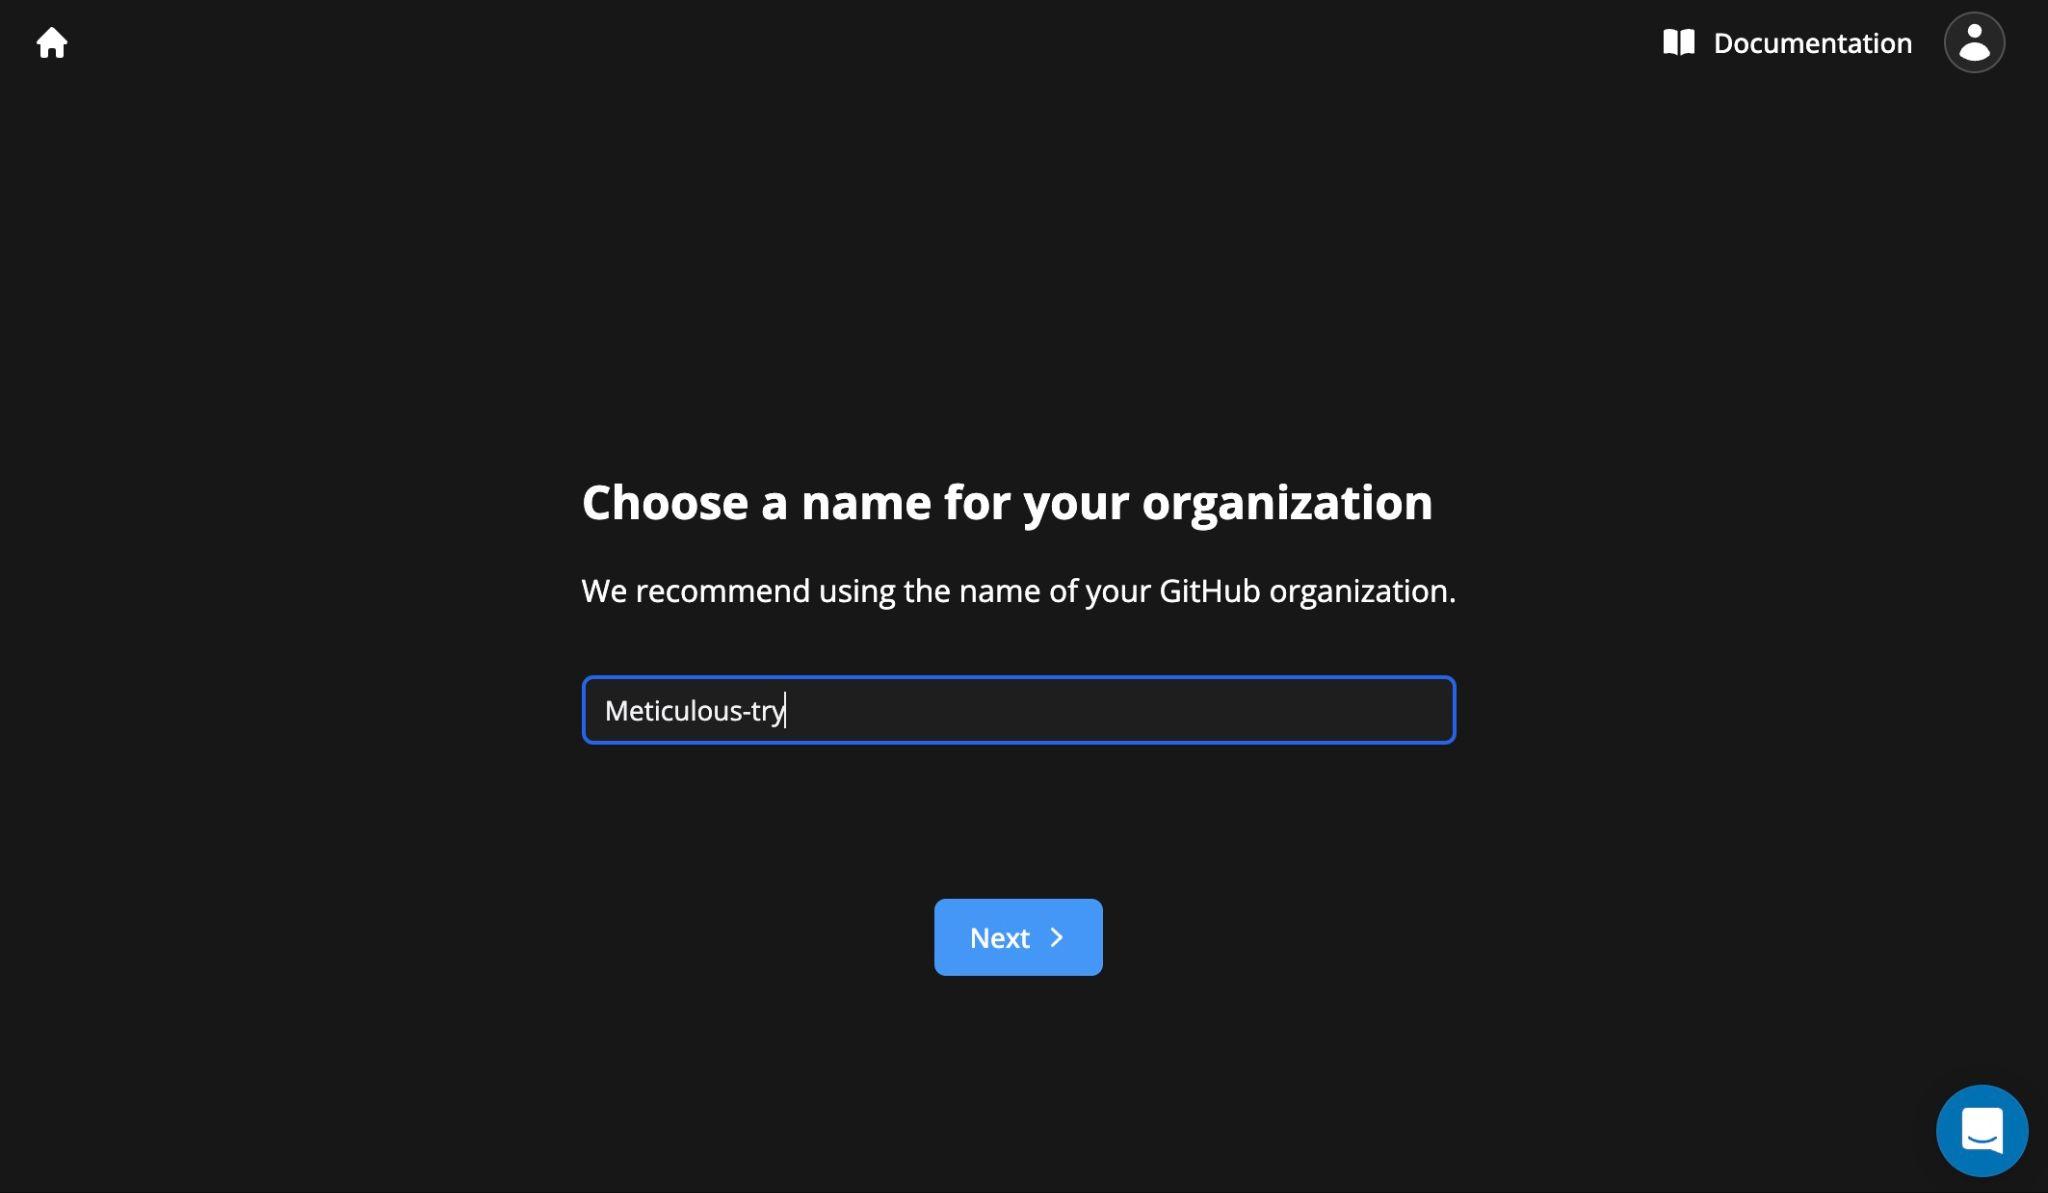 Documentation
Choose a name for your organization
We recommend using the name of your GitHub organization.
Meticulous-try
Next